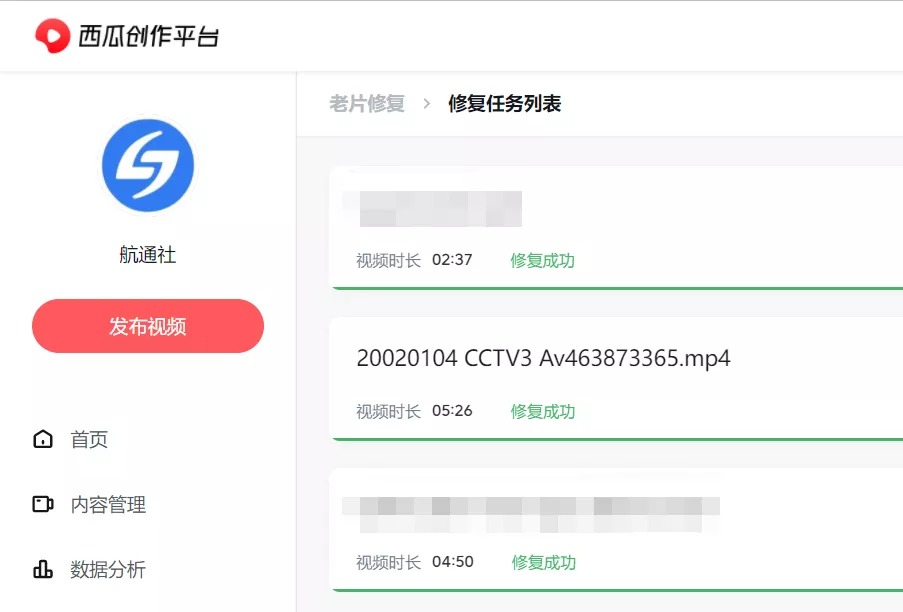 西瓜创作平台
老片修复 > 修复任务列表
航通社
发布视频
首页
内容管理
数据分析
视频时长 02:37 修复成功
20020104 CCTV3 Av463873365.mp4
视频时长 05:26 修复成功
视频时长 04:50 修复成功